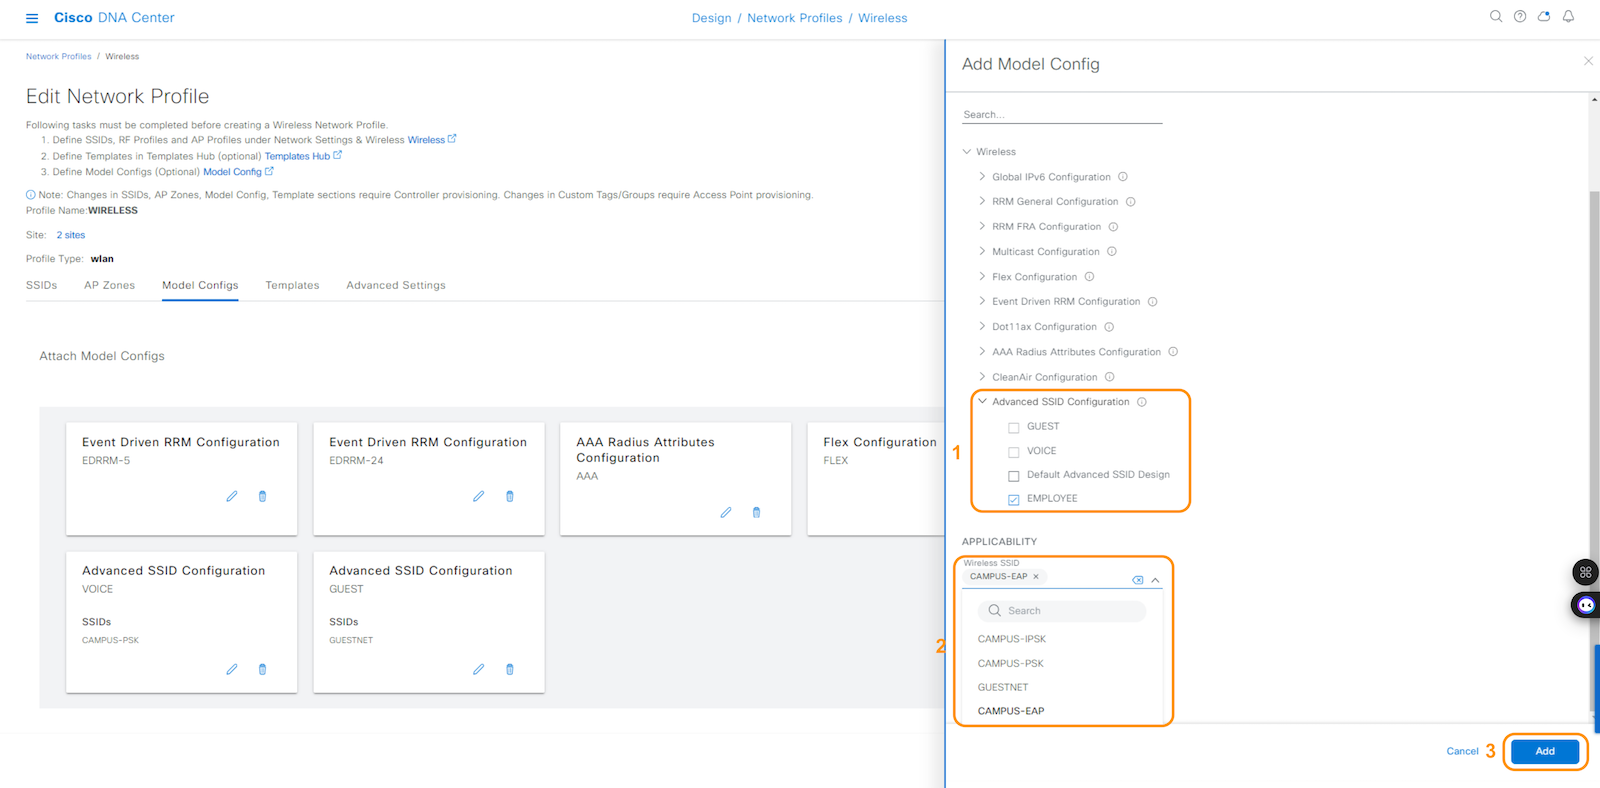 Cisco DNA Center
Design / Network Profiles / Wireless
Network Profiles / Wireless
Edit Network Profile
Following tasks must be completed before creating a Wireless Network Profile.
1. Define SSIDs, RF Profiles and AP Profiles under Network Settings & Wireless Wireless
2. Define Templates in Templates Hub (optional) Templates Hub
3. Define Model Configs (Optional) Model Config
Note: Changes in SSIDs, AP Zones, Model Config, Template sections require Controller provisioning. Changes in Custom Tags/Groups require Access Point provisioning.
Profile Name:WIRELESS
Site: 2 sites
Profile Type: wlan
SSIDs AP Zones Model Configs Templates Advanced Settings
Attach Model Configs
Event Driven RRM Configuration
EDRRM-5
Event Driven RRM Configuration
EDRRM-24
AAA Radius Attributes
Configuration
AAA
Flex Configuration
FLEX
Advanced SSID Configuration
VOICE
SSIDs
CAMPUS-PSK
Advanced SSID Configuration
GUEST
SSIDs
GUESTNET
Add Model Config
Search...
Wireless
Global IPv6 Configuration
RRM General Configuration
RRM FRA Configuration
Multicast Configuration
Flex Configuration
Event Driven RRM Configuration
Dot11ax Configuration
AAA Radius Attributes Configuration
CleanAir Configuration
Advanced SSID Configuration
1
GUEST
VOICE
Default Advanced SSID Design
EMPLOYEE
APPLICABILITY
2
Wireless SSID
CAMPUS-EAP
Search
CAMPUS-IPSK
CAMPUS-PSK
GUESTNET
CAMPUS-EAP
Cancel 3 Add